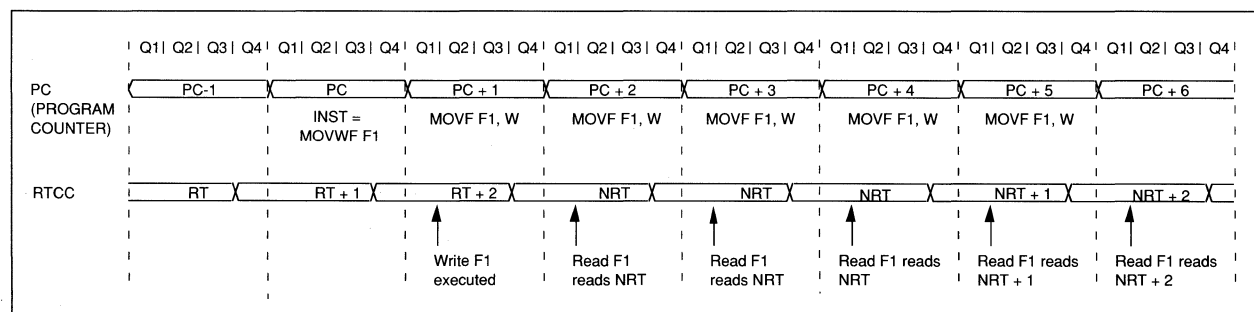 Q1| Q2| Q3| Q4 Q1| Q2| Q3| Q4 Q1| Q2| Q3| Q4 Q1| Q2| Q3| Q4 Q1| Q2| Q3| Q4 Q1| Q2| Q3| Q4 Q1| Q2| Q3| Q4 Q1| Q2| Q3| Q4
PC
(PROGRAM
COUNTER)
PC-1 PC PC + 1 PC + 2 PC + 3 PC + 4 PC + 5 PC + 6
INST =
MOVWF F1
MOVF F1, W MOVF F1, W MOVF F1, W MOVF F1, W MOVF F1, W
RTCC RT RT + 1 RT + 2 NRT NRT NRT NRT + 1 NRT + 2
Write F1
executed
Read F1
reads NRT
Read F1
reads NRT
Read F1 reads
NRT
Read F1 reads
NRT + 1
Read F1 reads
NRT + 2